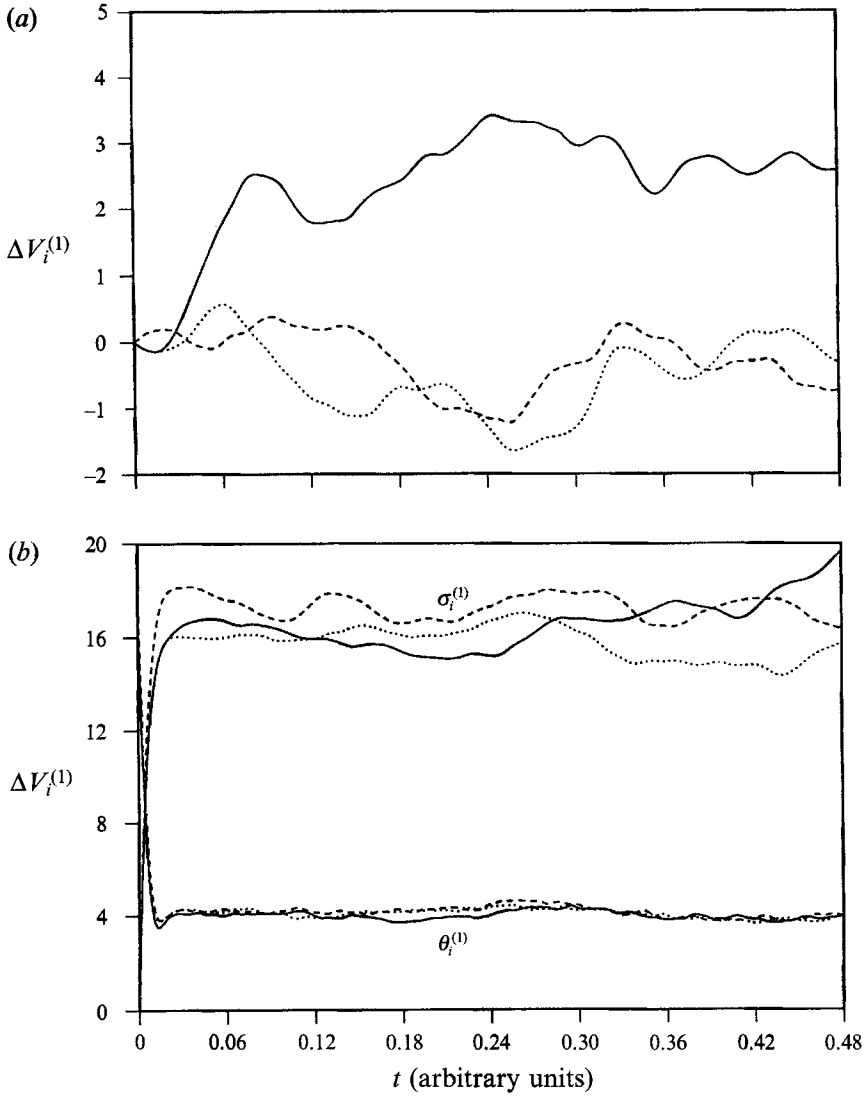 (a)
5
4
3
2
1
0
–1
–2
ΔV_i^(1)
(b)
20
16
12
8
4
0
ΔV_i^(1)
σ_i^(1)
θ_i^(1)
0 0.06 0.12 0.18 0.24 0.30 0.36 0.42 0.48
t (arbitrary units)